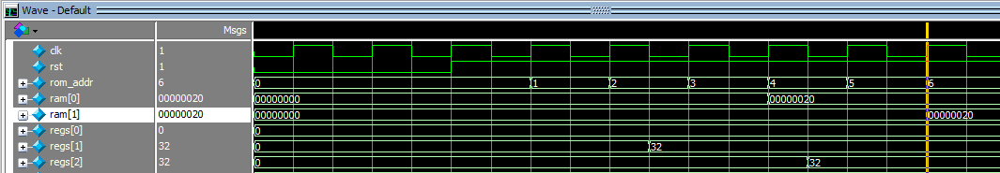 Wave - Default
Msgs
clk 1
rst 1
rom_addr 6 0 1 2 3 4 5 6
ram[0] 00000020 00000000 00000020
ram[1] 00000020 00000000 00000020
regs[0] 0 0
regs[1] 32 0 32
regs[2] 32 0 32